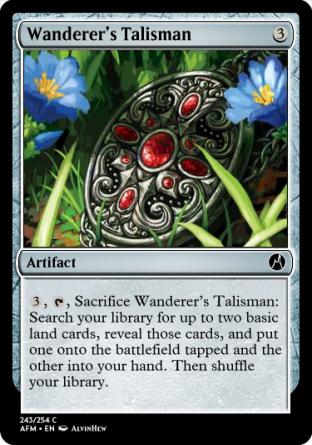 Wanderer's Talisman 3
Artifact
3, , Sacrifice Wanderer's Talisman:
Search your library for up to two basic
land cards, reveal those cards, and put
one onto the battlefield tapped and the
other into your hand. Then shuffle
your library.
243/254 C
AFM • EN AlvinHew